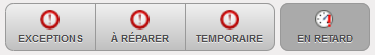 EXCEPTIONS
À RÉPARER
TEMPORAIRE
EN RETARD